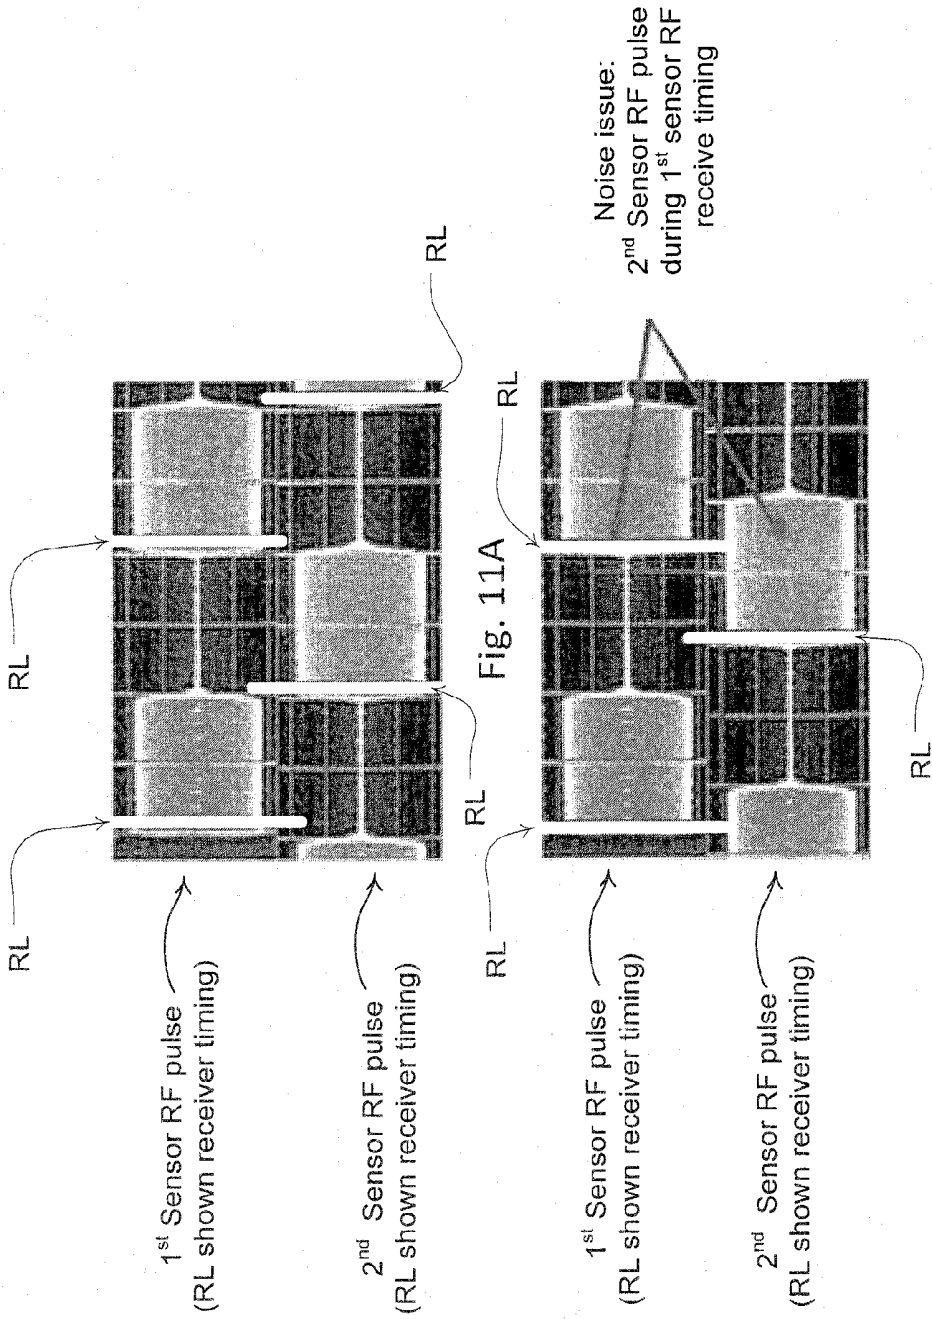 RL
RL
1st Sensor RF pulse
(RL shown receiver timing)
2nd Sensor RF pulse
(RL shown receiver timing)
RL
RL
Fig. 11A
RL
RL
1st Sensor RF pulse
(RL shown receiver timing)
2nd Sensor RF pulse
(RL shown receiver timing)
RL
Noise issue:
2nd Sensor RF pulse
during 1st sensor RF
receive timing